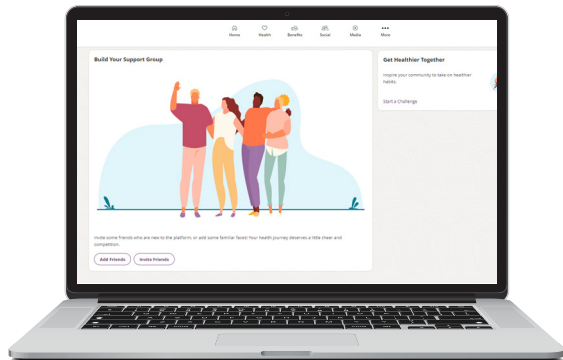 Home Health Benefits Social Media More
Build Your Support Group
Get Healthier Together
Inspire your community to take on healthier
habits.
Start a Challenge
Invite some friends who are new to the platform, or add some familiar faces! Your health journey deserves a little cheer and
competition.
Add Friends Invite Friends